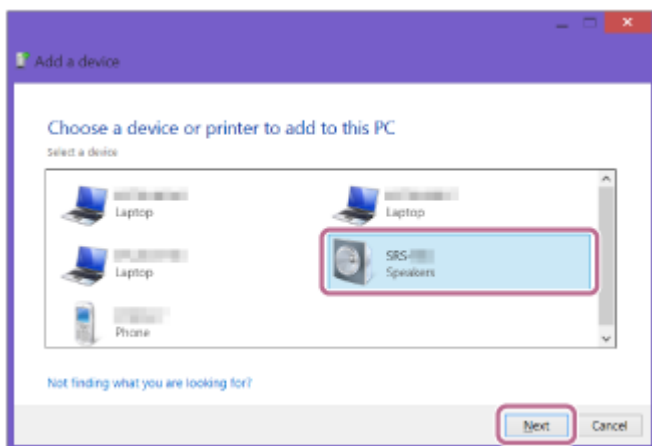 Add a device
Choose a device or printer to add to this PC
Select a device
Laptop
Laptop
Laptop
SRS-
Speakers
Phone
Not finding what you are looking for?
Next
Cancel